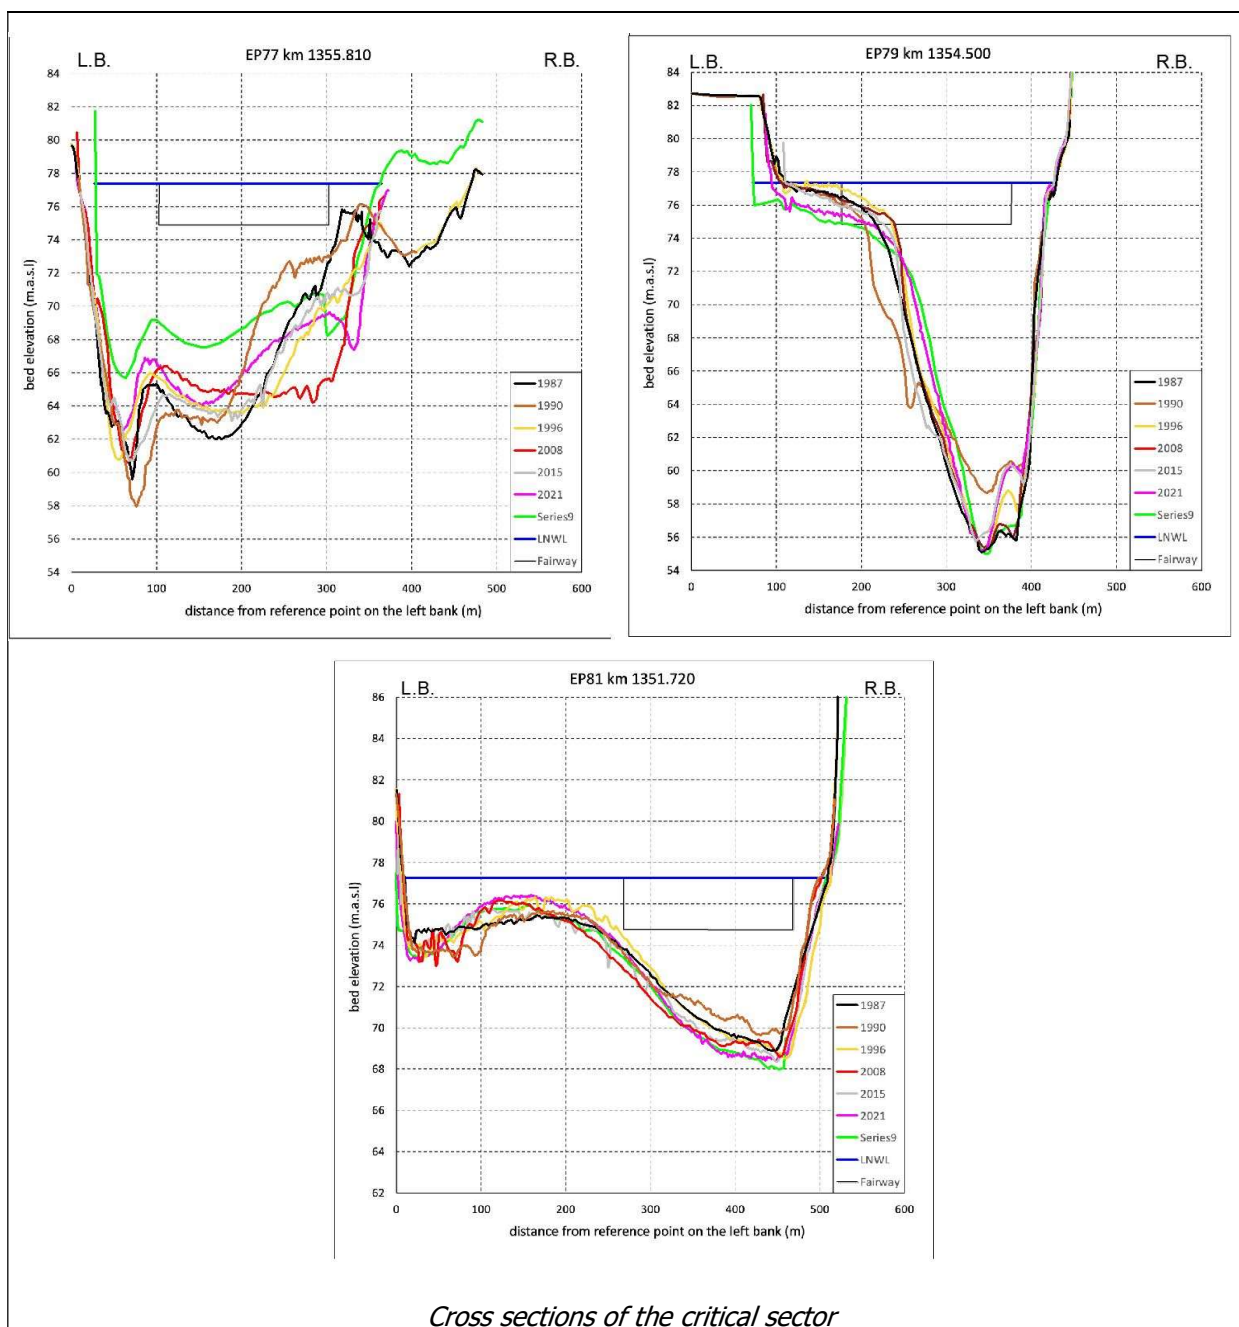 EP77 km 1355.810
L.B.
R.B.
84
82
80
78
76
74
72
70
68
66
64
62
60
58
56
54
bed elevation (m.a.s.l)
0 100 200 300 400 500 600
distance from reference point on the left bank (m)
1987
1990
1996
2008
2015
2021
Series9
LNWL
Fairway
EP79 km 1354.500
L.B.
R.B.
84
82
80
78
76
74
72
70
68
66
64
62
60
58
56
54
bed elevation (m.a.s.l)
0 100 200 300 400 500 600
distance from reference point on the left bank (m)
1987
1990
1996
2008
2015
2021
Series9
LNWL
Fairway
EP81 km 1351.720
L.B.
R.B.
86
84
82
80
78
76
74
72
70
68
66
64
62
bed elevation (m.a.s.l)
0 100 200 300 400 500 600
distance from reference point on the left bank (m)
1987
1990
1996
2008
2015
2021
Series9
LNWL
Fairway
Cross sections of the critical sector